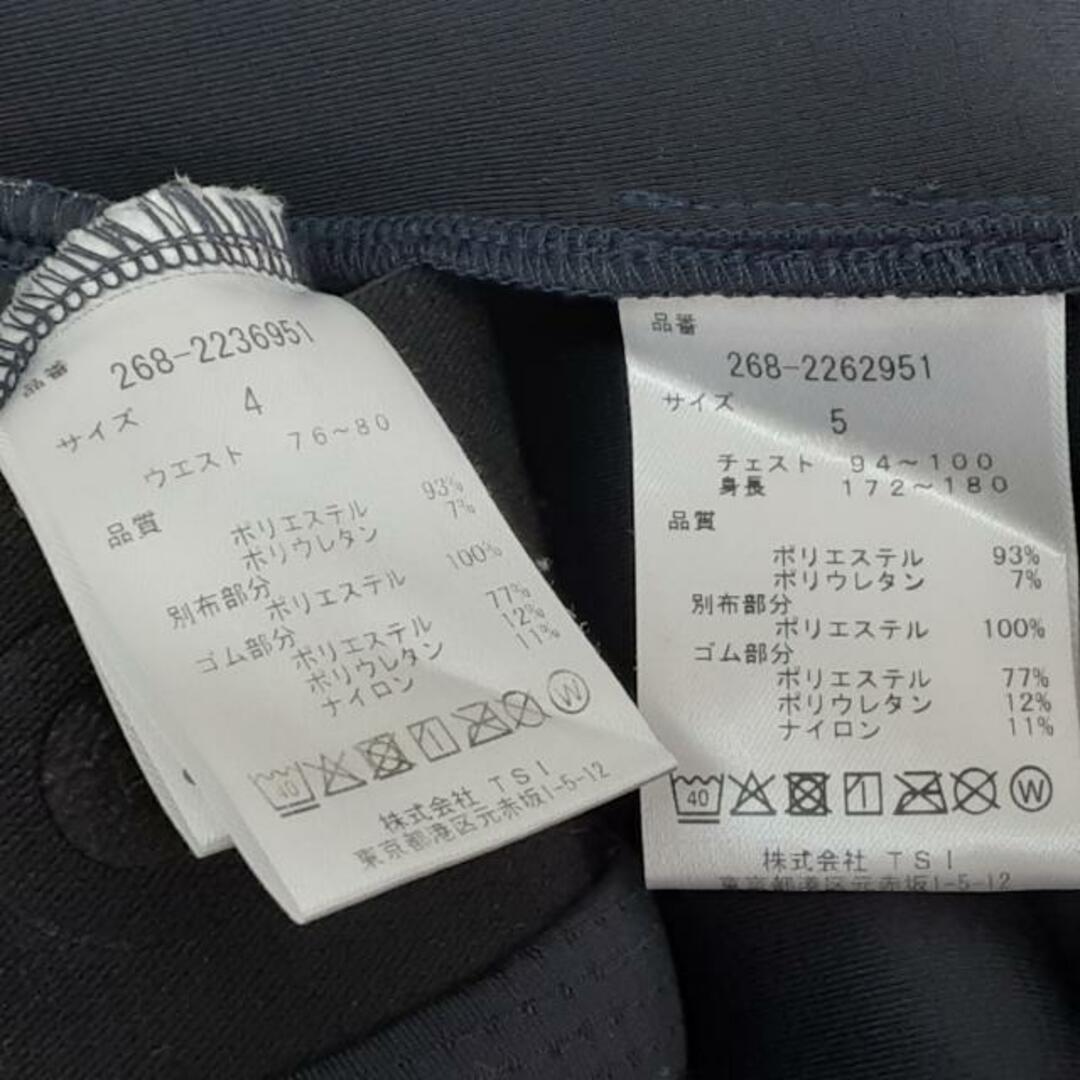 品番
268-2236951
サイズ 4
ウエスト 76~80
品質
ポリエステル 93%
ポリウレタン 7%
別布部分
ポリエステル 100%
ゴム部分
ポリエステル 77%
ポリウレタン 12%
ナイロン 11%
40 W
株式会社 TSI
東京都港区元赤坂1-5-12
品番
268-2262951
サイズ 5
チェスト 94~100
身長 172~180
品質
ポリエステル 93%
ポリウレタン 7%
別布部分
ポリエステル 100%
ゴム部分
ポリエステル 77%
ポリウレタン 12%
ナイロン 11%
40 W
株式会社 TSI
東京都港区元赤坂1-5-12